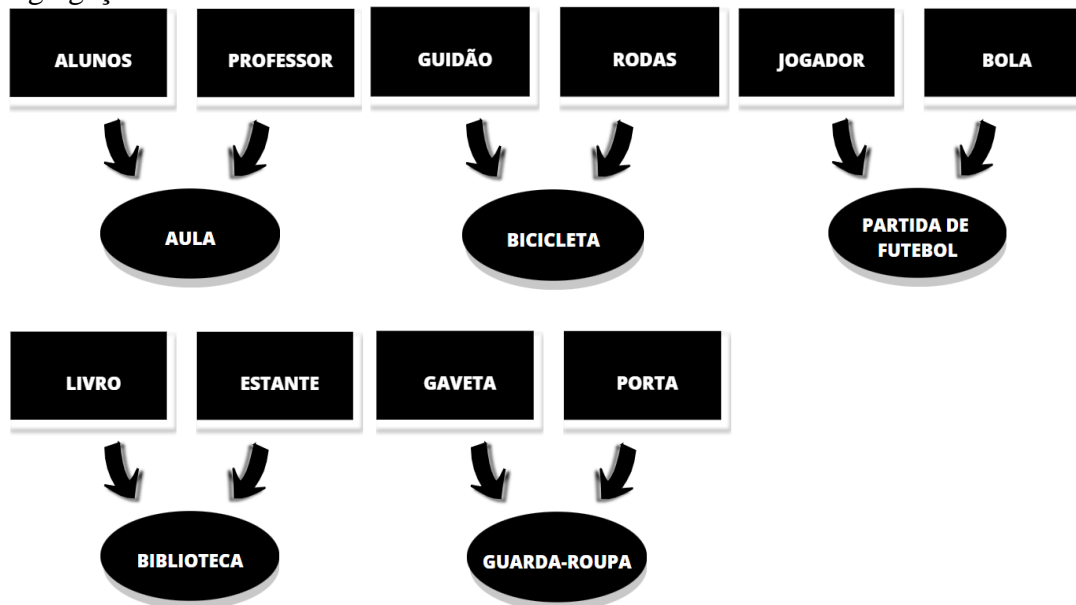 ALUNOS
PROFESSOR
GUIDÃO
RODAS
JOGADOR
BOLA
AULA
BICICLETA
PARTIDA DE
FUTEBOL
LIVRO
ESTANTE
GAVETA
PORTA
BIBLIOTECA
GUARDA-ROUPA